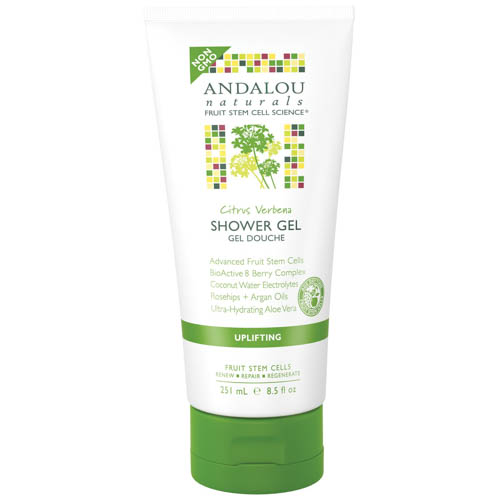 NON
GMO
ANDALOU
naturals
FRUIT STEM CELL SCIENCE®
Citrus Verbena
SHOWER GEL
GEL DOUCHE
Advanced Fruit Stem Cells
BioActive 8 Berry Complex
Coconut Water Electrolytes
Rosehips + Argan Oils
Ultra-Hydrating Aloe Vera
UPLIFTING
FRUIT STEM CELLS
RENEW ■ REPAIR ■ REGENERATE
251 mL ℮ 8.5 fl oz